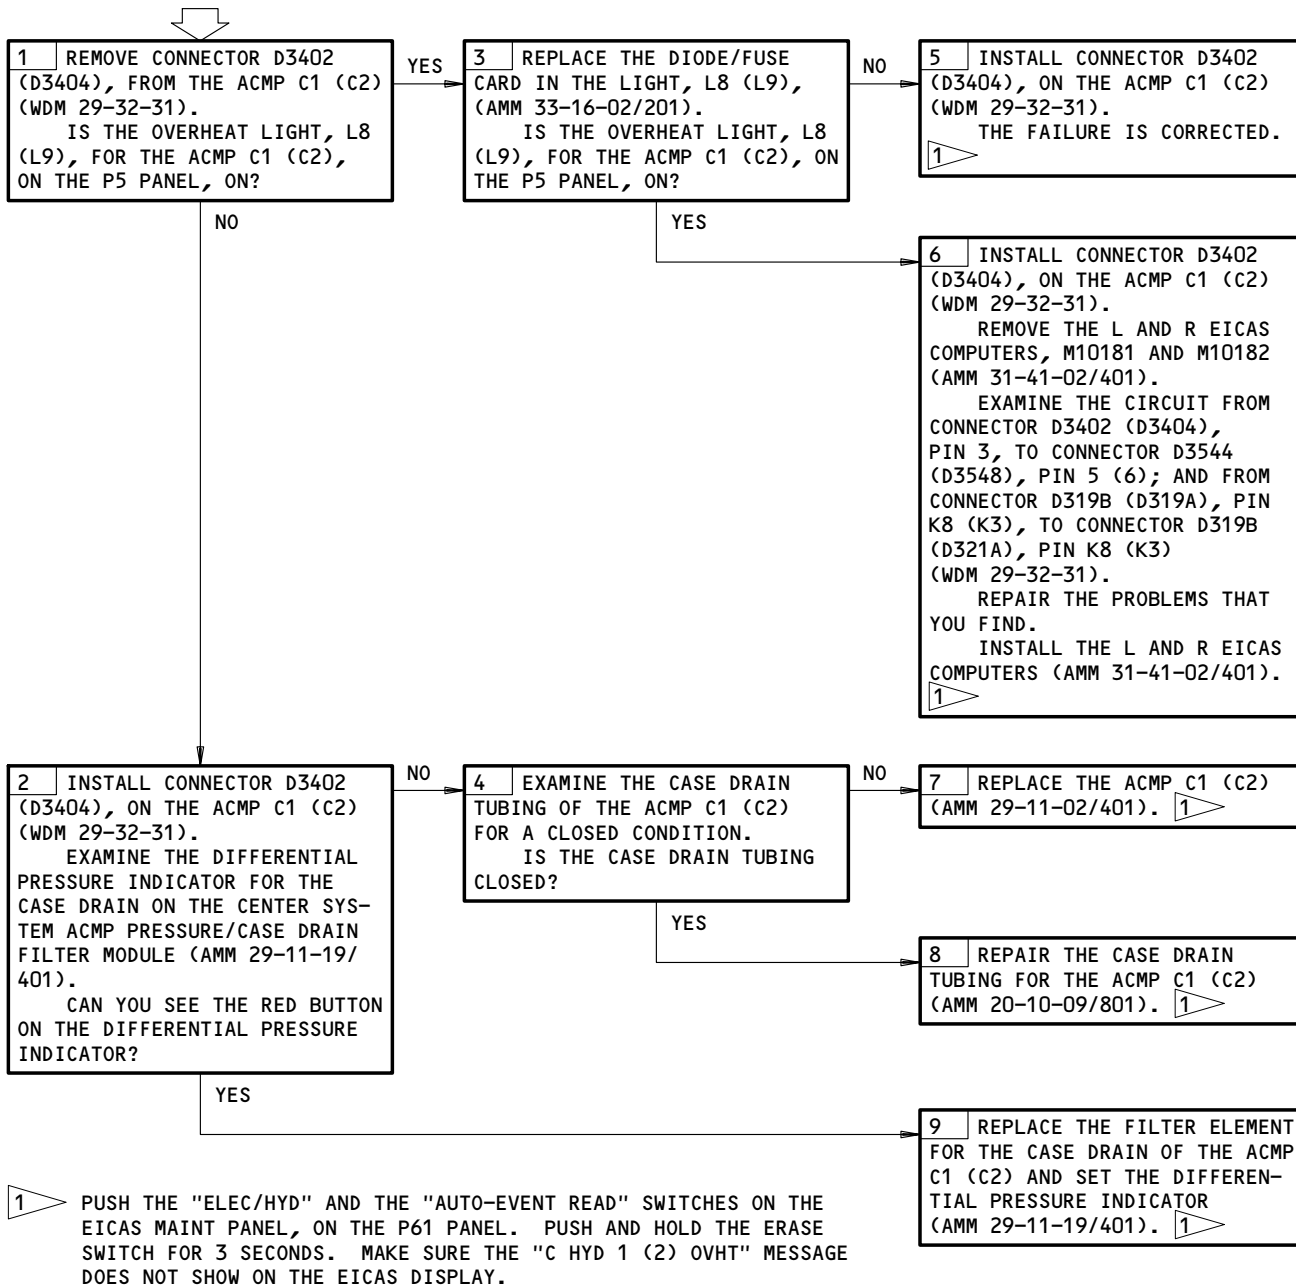 1 REMOVE CONNECTOR D3402
(D3404), FROM THE ACMP C1 (C2)
(WDM 29-32-31).
IS THE OVERHEAT LIGHT, L8
(L9), FOR THE ACMP C1 (C2),
ON THE P5 PANEL, ON?
YES
NO
3 REPLACE THE DIODE/FUSE
CARD IN THE LIGHT, L8 (L9),
(AMM 33-16-02/201).
IS THE OVERHEAT LIGHT, L8
(L9), FOR THE ACMP C1 (C2), ON
THE P5 PANEL, ON?
NO
YES
5 INSTALL CONNECTOR D3402
(D3404), ON THE ACMP C1 (C2)
(WDM 29-32-31).
THE FAILURE IS CORRECTED.
1
6 INSTALL CONNECTOR D3402
(D3404), ON THE ACMP C1 (C2)
(WDM 29-32-31).
REMOVE THE L AND R EICAS
COMPUTERS, M10181 AND M10182
(AMM 31-41-02/401).
EXAMINE THE CIRCUIT FROM
CONNECTOR D3402 (D3404),
PIN 3, TO CONNECTOR D3544
(D3548), PIN 5 (6); AND FROM
CONNECTOR D319B (D319A), PIN
K8 (K3), TO CONNECTOR D319B
(D321A), PIN K8 (K3)
(WDM 29-32-31).
REPAIR THE PROBLEMS THAT
YOU FIND.
INSTALL THE L AND R EICAS
COMPUTERS (AMM 31-41-02/401).
1
2 INSTALL CONNECTOR D3402
(D3404), ON THE ACMP C1 (C2)
(WDM 29-32-31).
EXAMINE THE DIFFERENTIAL
PRESSURE INDICATOR FOR THE
CASE DRAIN ON THE CENTER SYS-
TEM ACMP PRESSURE/CASE DRAIN
FILTER MODULE (AMM 29-11-19/
401).
CAN YOU SEE THE RED BUTTON
ON THE DIFFERENTIAL PRESSURE
INDICATOR?
NO
YES
4 EXAMINE THE CASE DRAIN
TUBING OF THE ACMP C1 (C2)
FOR A CLOSED CONDITION.
IS THE CASE DRAIN TUBING
CLOSED?
NO
YES
7 REPLACE THE ACMP C1 (C2)
(AMM 29-11-02/401). 1
8 REPAIR THE CASE DRAIN
TUBING FOR THE ACMP C1 (C2)
(AMM 20-10-09/801). 1
9 REPLACE THE FILTER ELEMENT
FOR THE CASE DRAIN OF THE ACMP
C1 (C2) AND SET THE DIFFEREN-
TIAL PRESSURE INDICATOR
(AMM 29-11-19/401). 1
1 PUSH THE "ELEC/HYD" AND THE "AUTO-EVENT READ" SWITCHES ON THE
EICAS MAINT PANEL, ON THE P61 PANEL. PUSH AND HOLD THE ERASE
SWITCH FOR 3 SECONDS. MAKE SURE THE "C HYD 1 (2) OVHT" MESSAGE
DOES NOT SHOW ON THE EICAS DISPLAY.